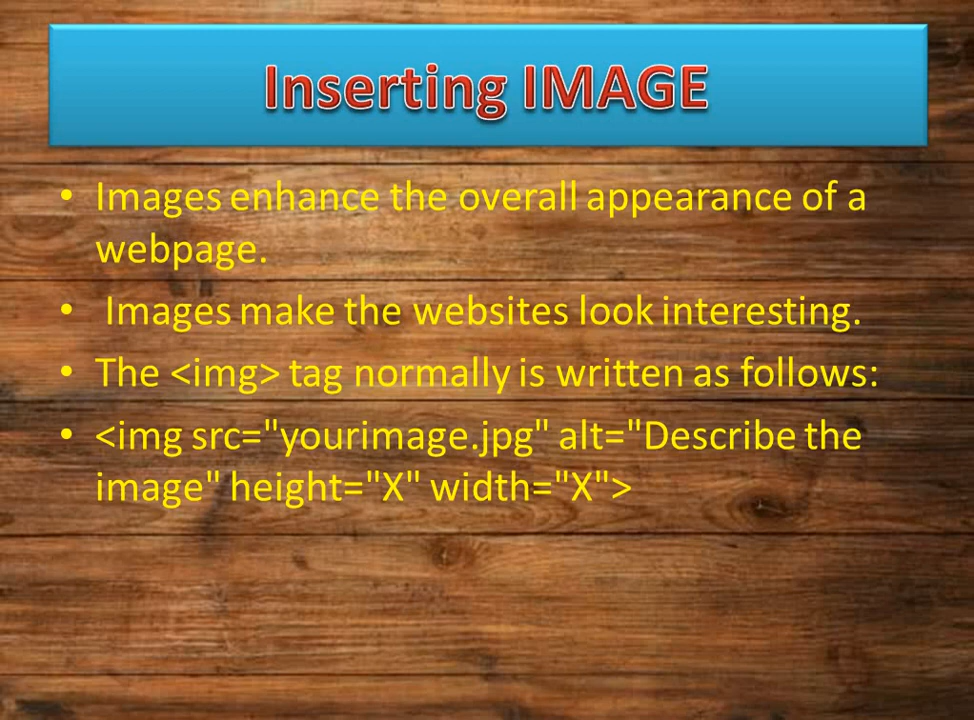 Inserting IMAGE
• Images enhance the overall appearance of a
webpage.
• Images make the websites look interesting.
• The <img> tag normally is written as follows:
• <img src="yourimage.jpg" alt="Describe the
image" height="X" width="X">